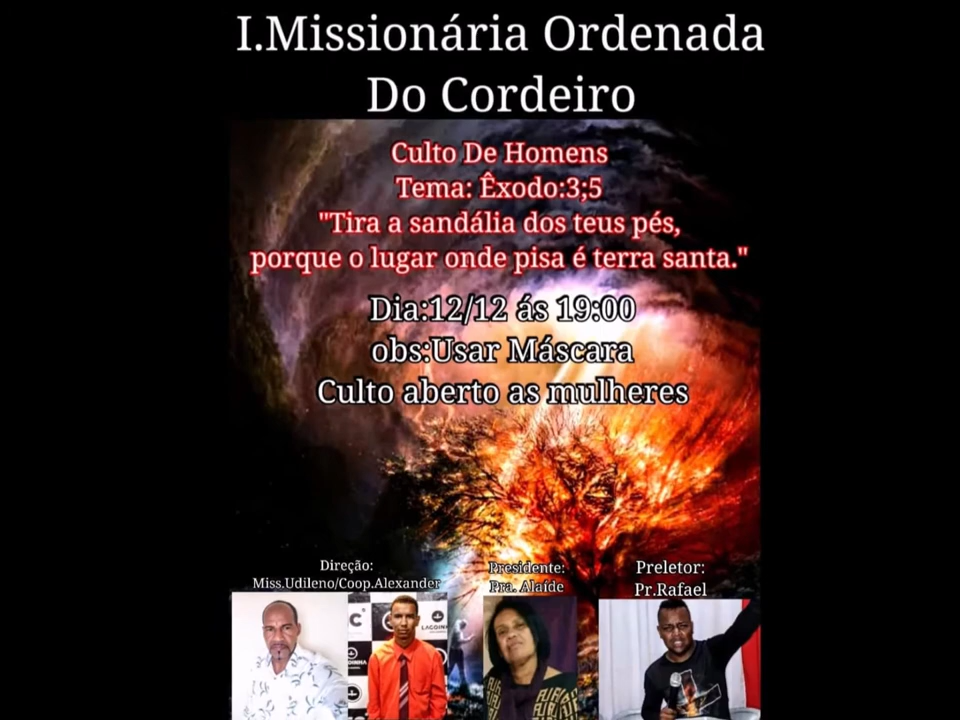 I.Missionária Ordenada
Do Cordeiro
Culto De Homens
Tema: Êxodo:3;5
"Tira a sandália dos teus pés,
porque o lugar onde pisa é terra santa."
Dia:12/12 ás 19:00
obs:Usar Máscara
Culto aberto as mulheres
Direção:
Miss.Udileno/Coop.Alexander
Presidente:
Pra. Alaíde
Preletor:
Pr.Rafael
LAGOINHA